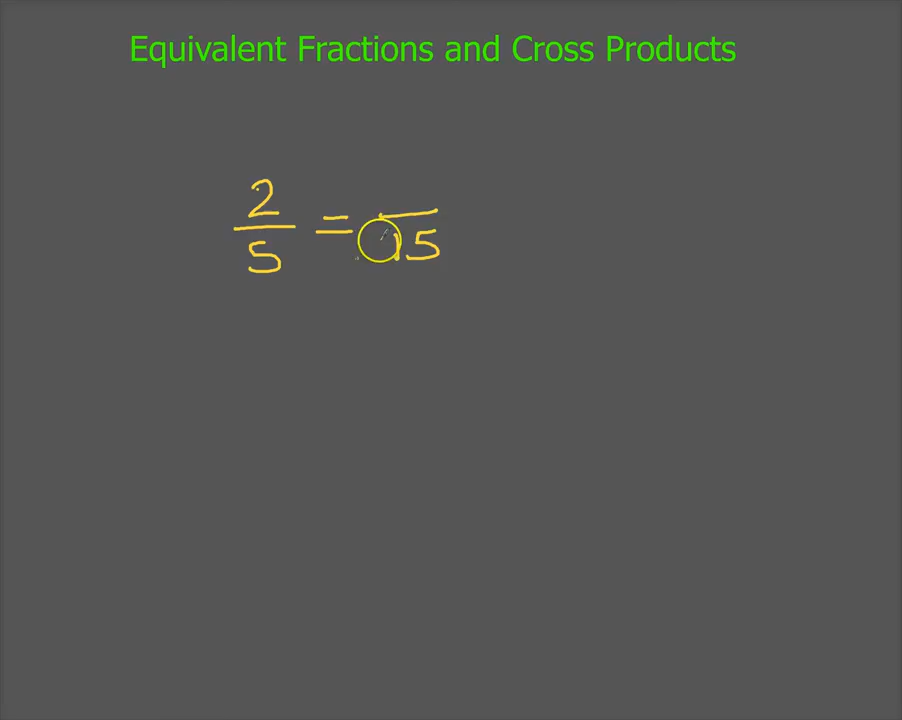 Equivalent Fractions and Cross Products
2/5 = /15